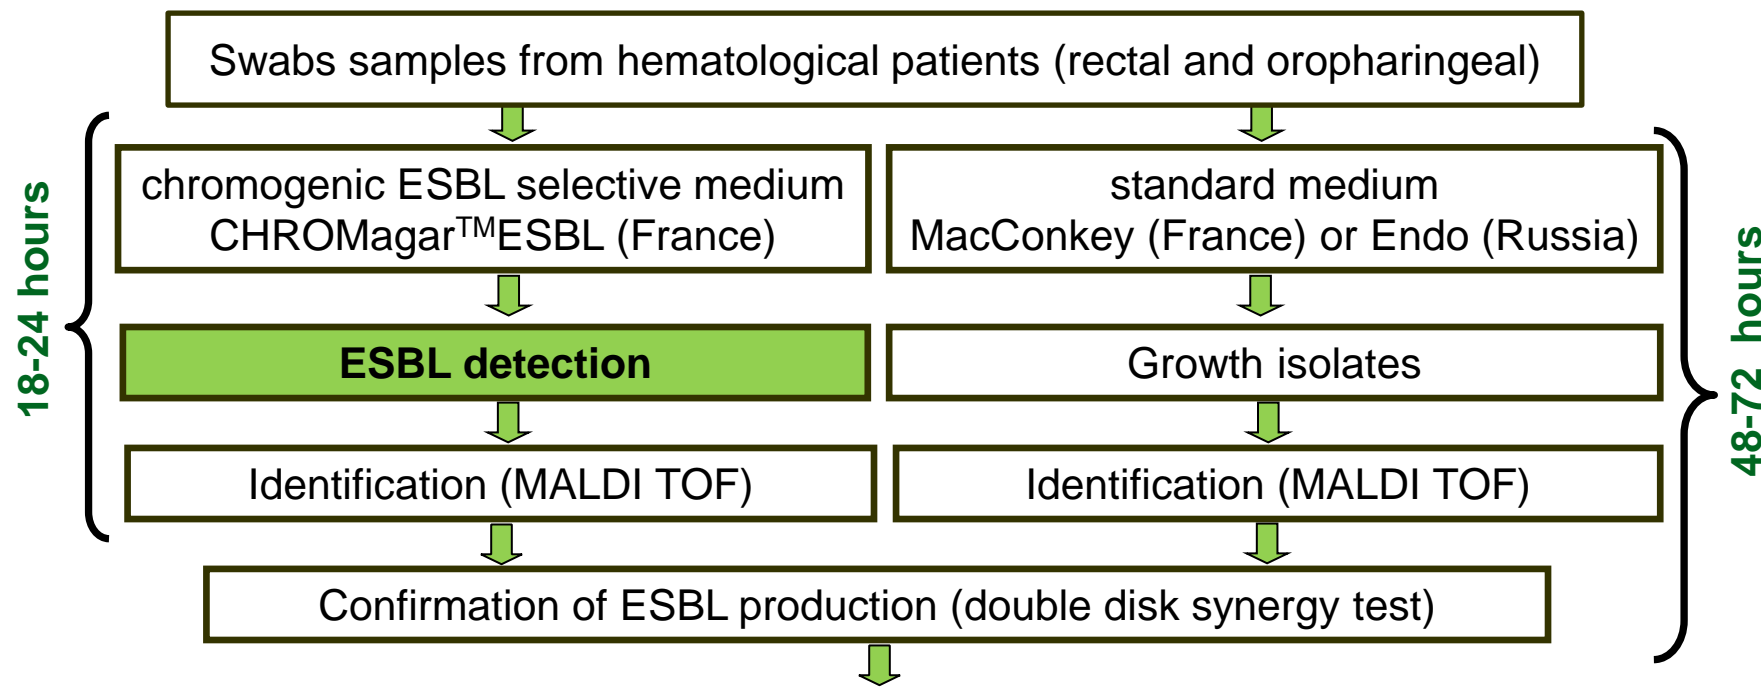 Swabs samples from hematological patients (rectal and oropharingeal)
18-24 hours
chromogenic ESBL selective medium
CHROMagar™ESBL (France)
standard medium
MacConkey (France) or Endo (Russia)
48-72 hours
ESBL detection
Growth isolates
Identification (MALDI TOF)
Identification (MALDI TOF)
Confirmation of ESBL production (double disk synergy test)